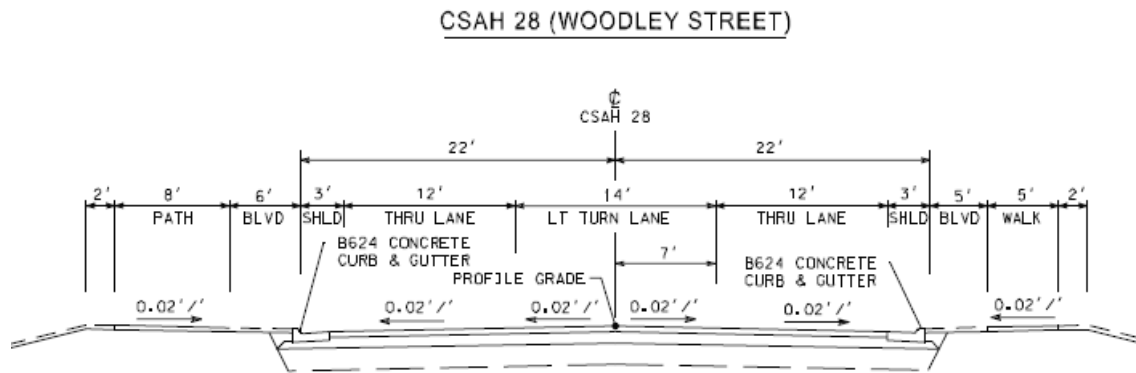 CSAH 28 (WOODLEY STREET)
℄
CSAH 28
22' 22'
2' 8' 6' 3' 12' 14' 12' 3' 5' 5' 2'
PATH BLVD SHLD THRU LANE LT TURN LANE THRU LANE SHLD BLVD WALK
B624 CONCRETE
CURB & GUTTER
7'
PROFILE GRADE
B624 CONCRETE
CURB & GUTTER
0.02'/' 0.02'/' 0.02'/' 0.02'/' 0.02'/' 0.02'/'